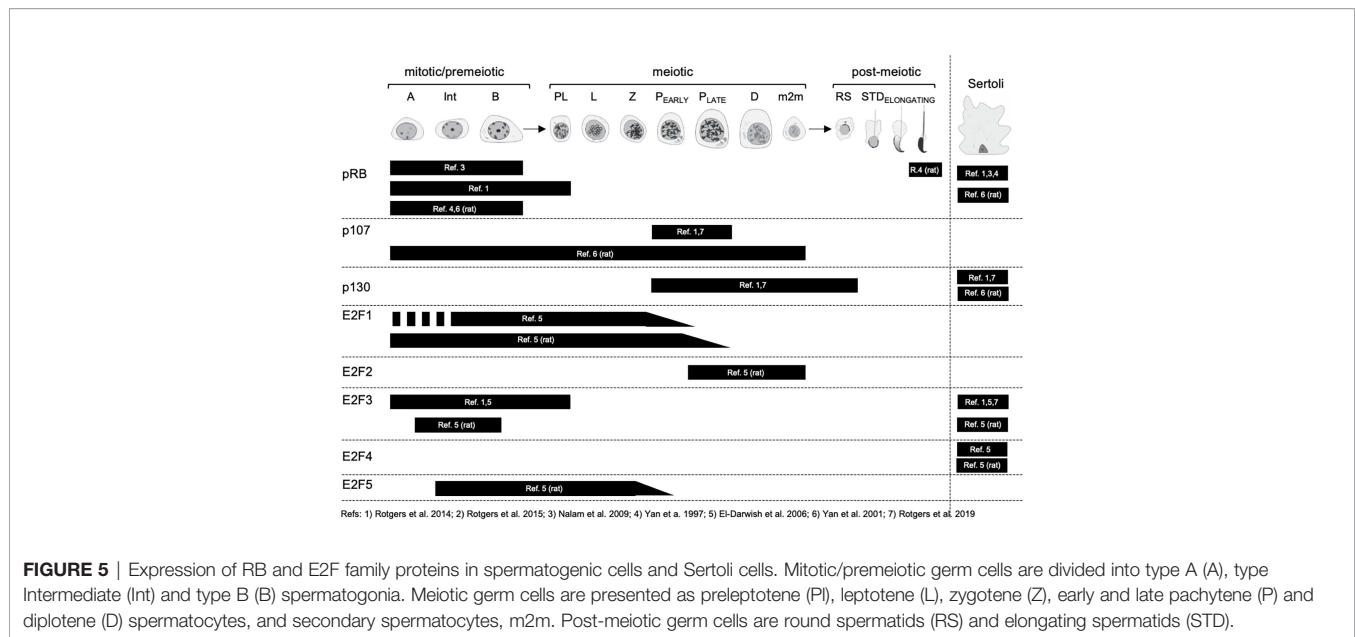 mitotic/premeiotic meiotic post-meiotic
Sertoli
A Int B PL L Z PEARLY PLATE D m2m RS STDELONGATING
pRB
Ref. 3
R.4 (rat)
Ref. 1,3,4
Ref. 1
Ref. 6 (rat)
Ref. 4,6 (rat)
p107
Ref. 1,7
Ref. 6 (rat)
p130
Ref. 1,7
Ref. 1,7
Ref. 6 (rat)
E2F1
Ref. 5
Ref. 5 (rat)
E2F2
Ref. 5 (rat)
E2F3
Ref. 1,5
Ref. 1,5,7
Ref. 5 (rat)
Ref. 5 (rat)
E2F4
Ref. 5
Ref. 5 (rat)
E2F5
Ref. 5 (rat)
Refs: 1) Rotgers et al. 2014; 2) Rotgers et al. 2015; 3) Nalam et al. 2009; 4) Yan et a. 1997; 5) El-Darwish et al. 2006; 6) Yan et al. 2001; 7) Rotgers et al. 2019
FIGURE 5 | Expression of RB and E2F family proteins in spermatogenic cells and Sertoli cells. Mitotic/premeiotic germ cells are divided into type A (A), type
Intermediate (Int) and type B (B) spermatogonia. Meiotic germ cells are presented as preleptotene (Pl), leptotene (L), zygotene (Z), early and late pachytene (P) and
diplotene (D) spermatocytes, and secondary spermatocytes, m2m. Post-meiotic germ cells are round spermatids (RS) and elongating spermatids (STD).